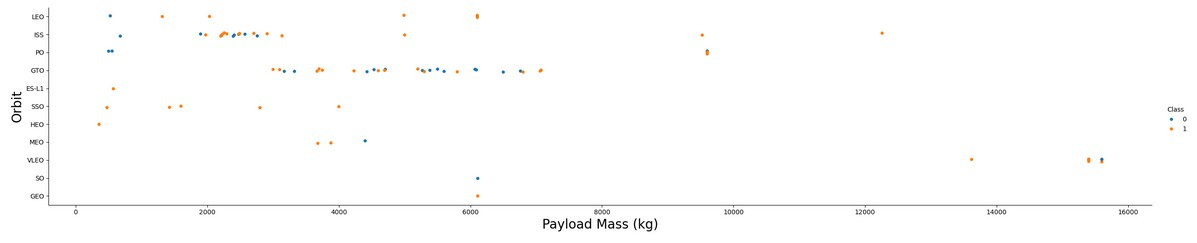 LEO
ISS
PO
GTO
ES-L1
SSO
HEO
MEO
VLEO
SO
GEO
Orbit
0 2000 4000 6000 8000 10000 12000 14000 16000
Payload Mass (kg)
Class
0
1